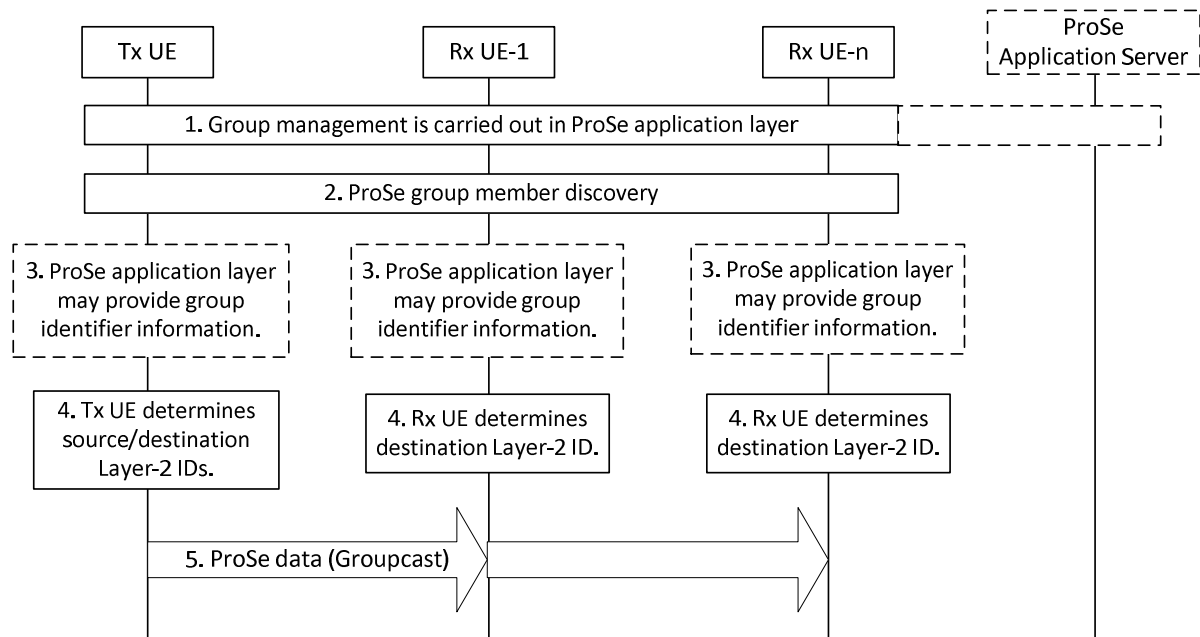 Tx UE
Rx UE-1
Rx UE-n
ProSe
Application Server
1. Group management is carried out in ProSe application layer
2. ProSe group member discovery
3. ProSe application layer
may provide group
identifier information.
3. ProSe application layer
may provide group
identifier information.
3. ProSe application layer
may provide group
identifier information.
4. Tx UE determines
source/destination
Layer-2 IDs.
4. Rx UE determines
destination Layer-2 ID.
4. Rx UE determines
destination Layer-2 ID.
5. ProSe data (Groupcast)